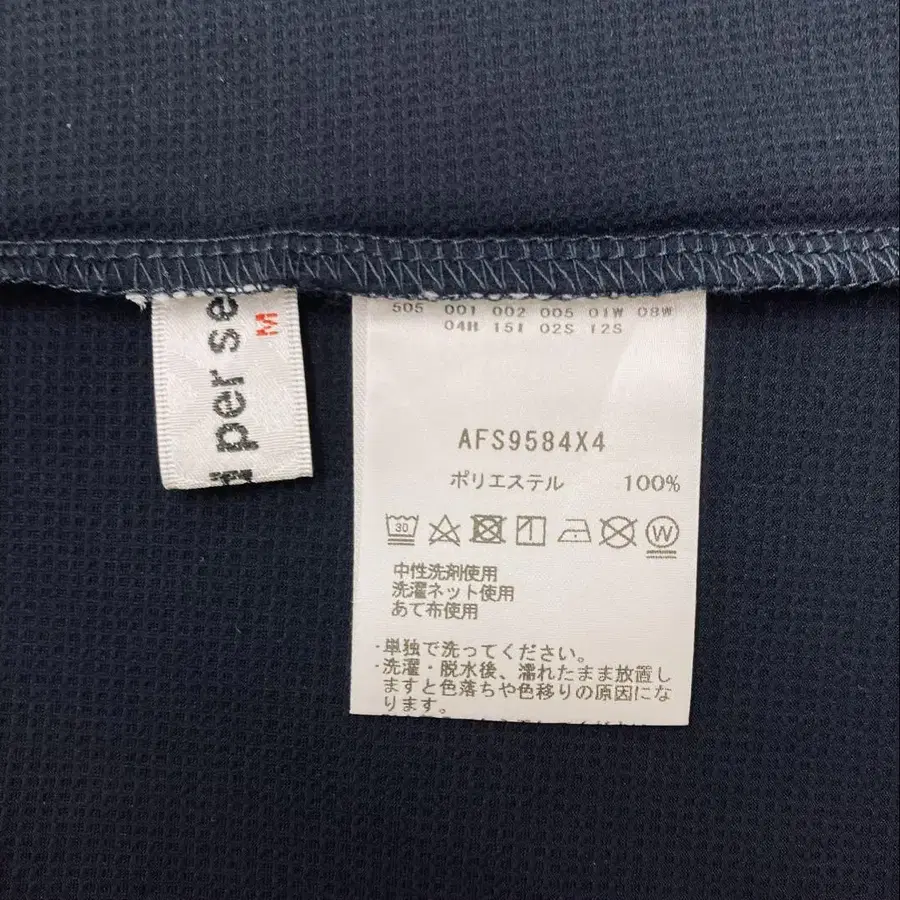 per se
M
505 001 002 005 01W 08W
04H 15I 02S 12S
AFS9584X4
ポリエステル 100%
30
W
中性洗剤使用
洗濯ネット使用
あて布使用
・単独で洗ってください。
・洗濯・脱水後、濡れたまま放置し
ますと色落ちや色移りの原因にな
ります。